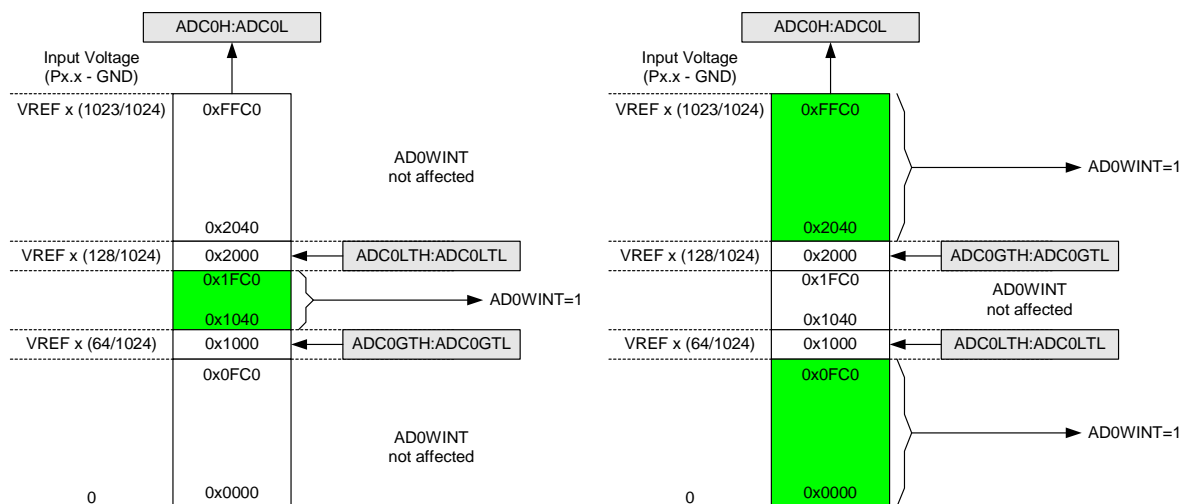 ADC0H:ADC0L
Input Voltage
(Px.x - GND)
VREF x (1023/1024)
0xFFC0
AD0WINT
not affected
0x2040
VREF x (128/1024)
0x2000
ADC0LTH:ADC0LTL
0x1FC0
AD0WINT=1
0x1040
VREF x (64/1024)
0x1000
ADC0GTH:ADC0GTL
0x0FC0
AD0WINT
not affected
0
0x0000
ADC0H:ADC0L
Input Voltage
(Px.x - GND)
VREF x (1023/1024)
0xFFC0
AD0WINT=1
0x2040
VREF x (128/1024)
0x2000
ADC0GTH:ADC0GTL
0x1FC0
AD0WINT
not affected
0x1040
VREF x (64/1024)
0x1000
ADC0LTH:ADC0LTL
0x0FC0
AD0WINT=1
0
0x0000